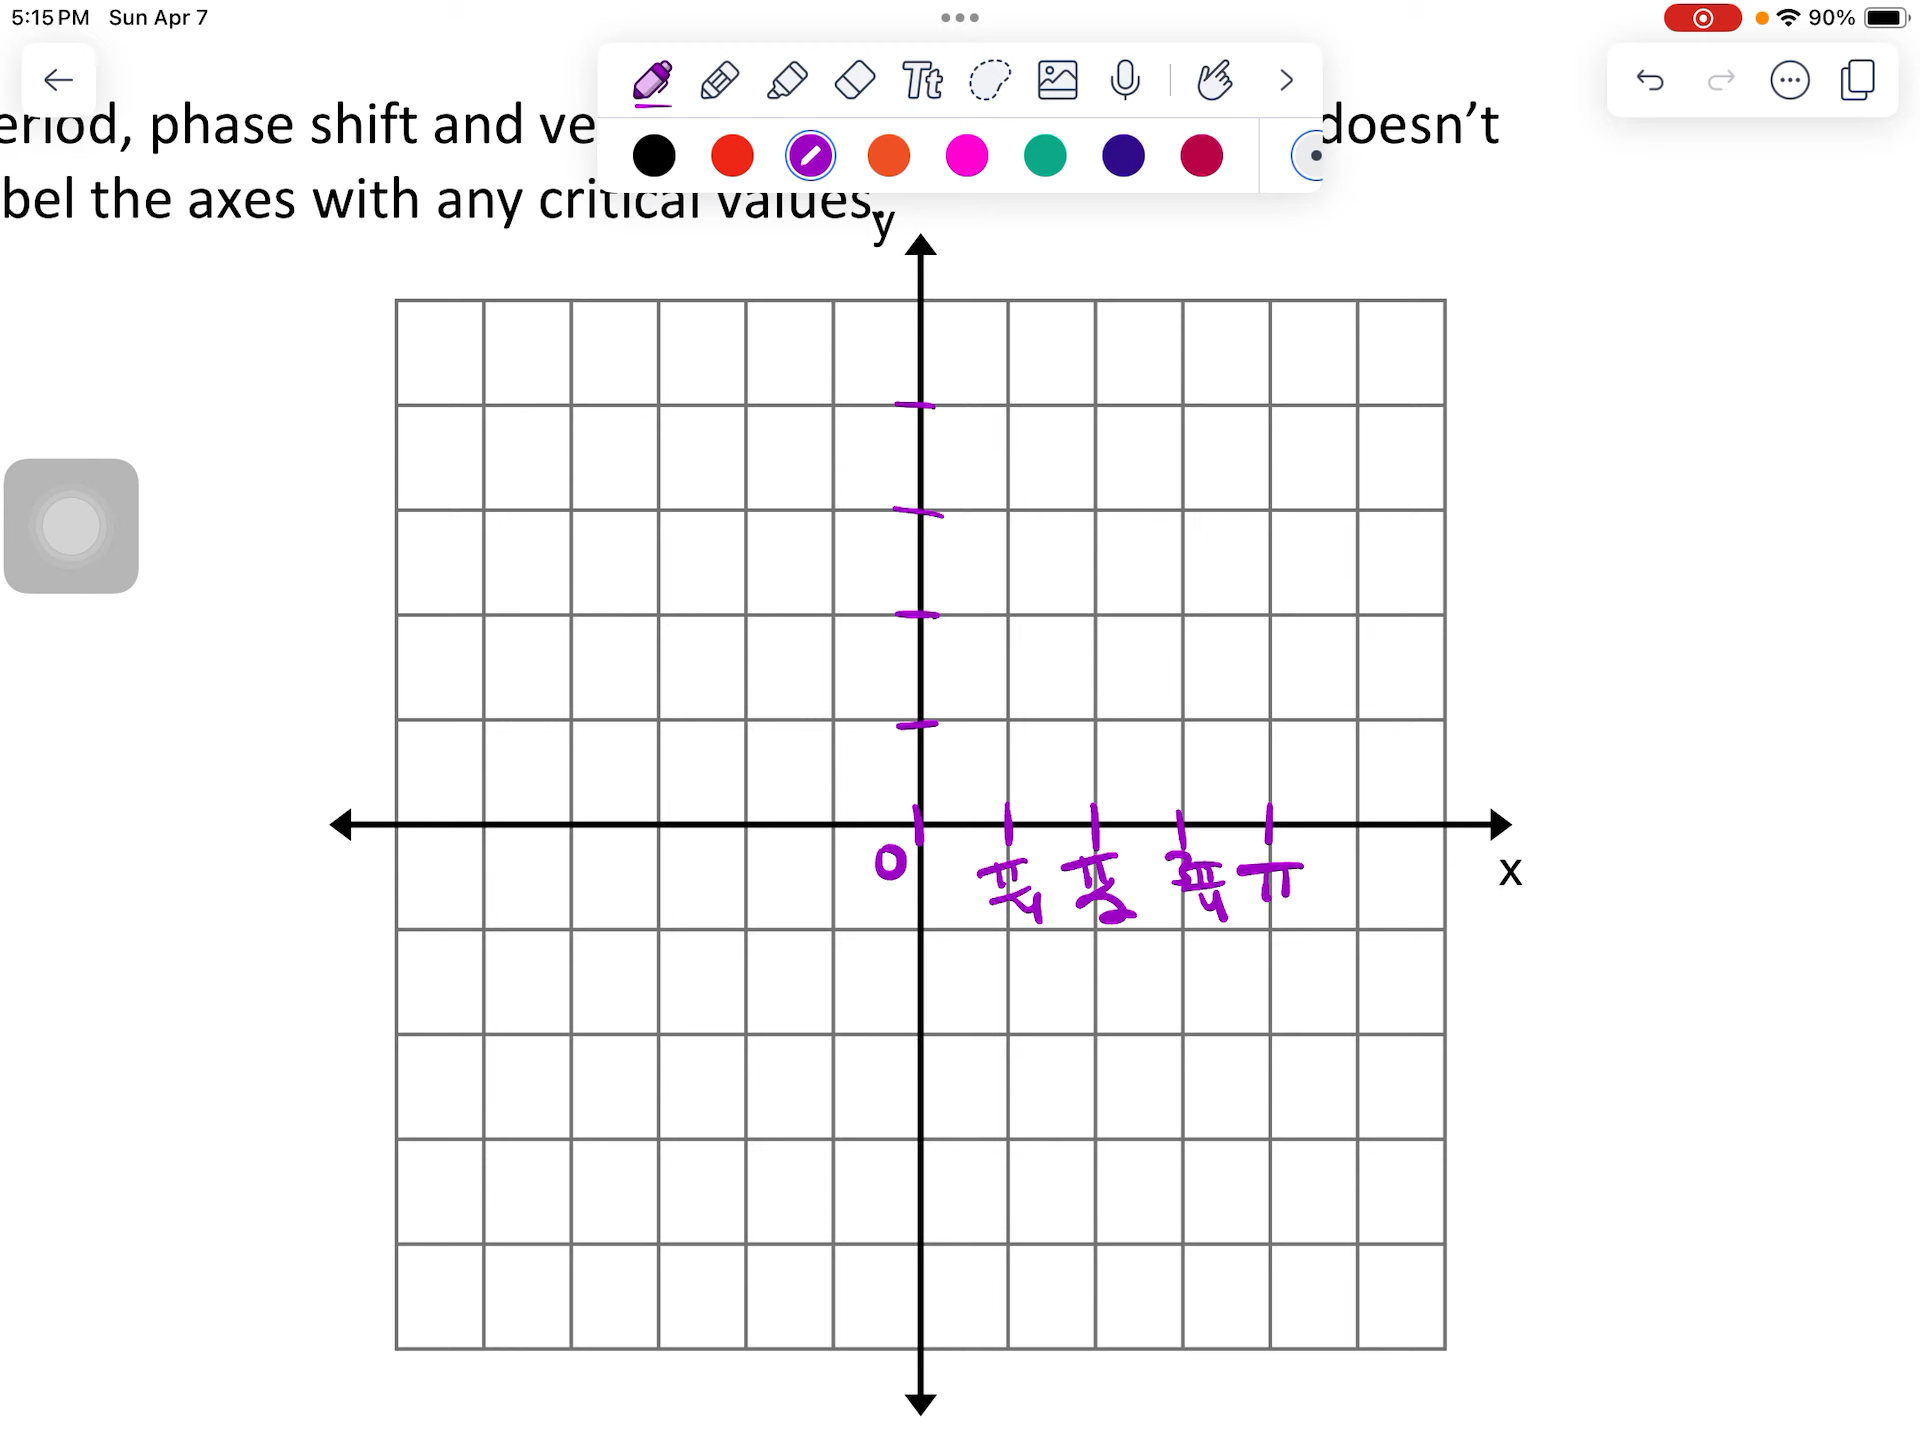 5:15 PM Sun Apr 7
90%
Tt
eriod, phase shift and ve doesn't
bel the axes with any critical values.
y
x
0 π/4 π/2 3π/4 π